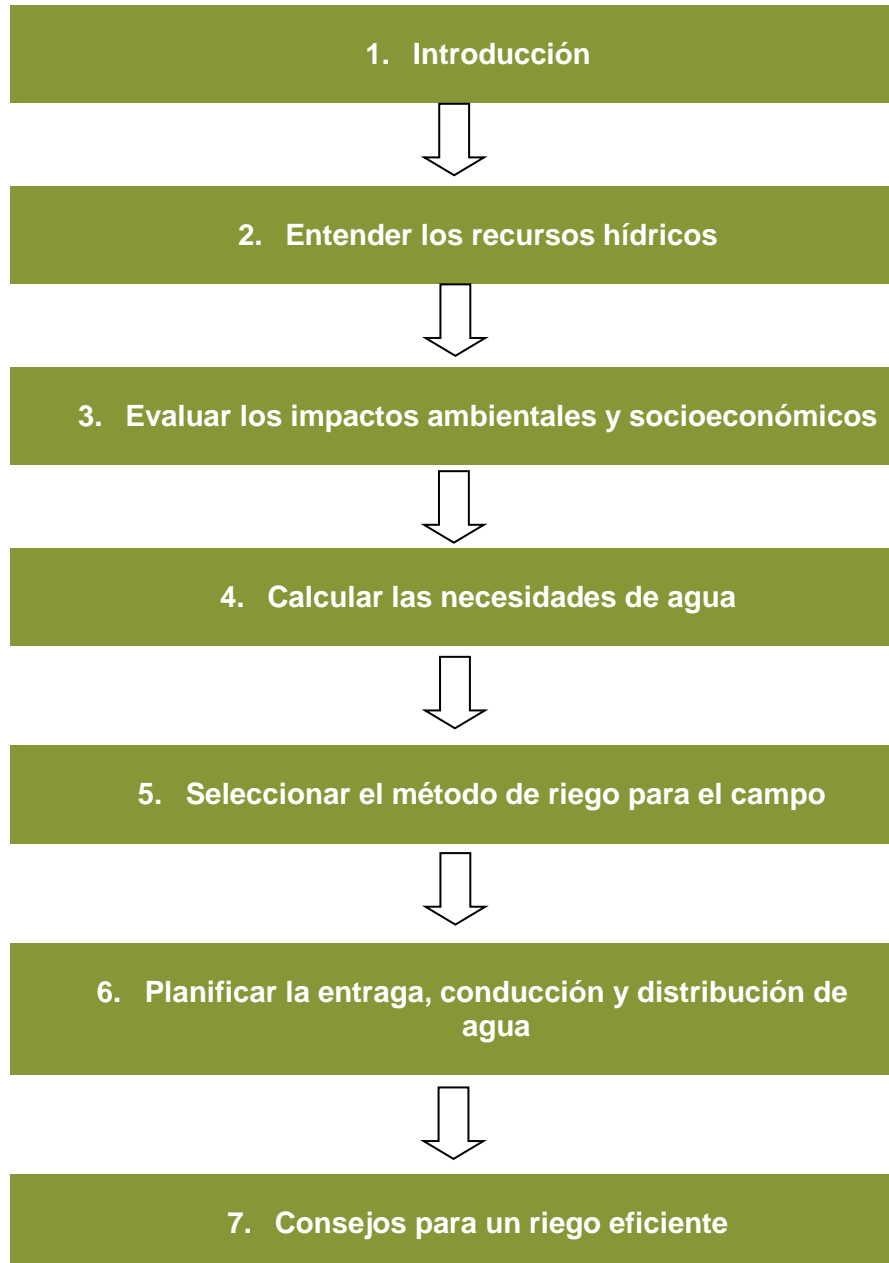 1. Introducción
2. Entender los recursos hídricos
3. Evaluar los impactos ambientales y socioeconómicos
4. Calcular las necesidades de agua
5. Seleccionar el método de riego para el campo
6. Planificar la entraga, conducción y distribución de
agua
7. Consejos para un riego eficiente